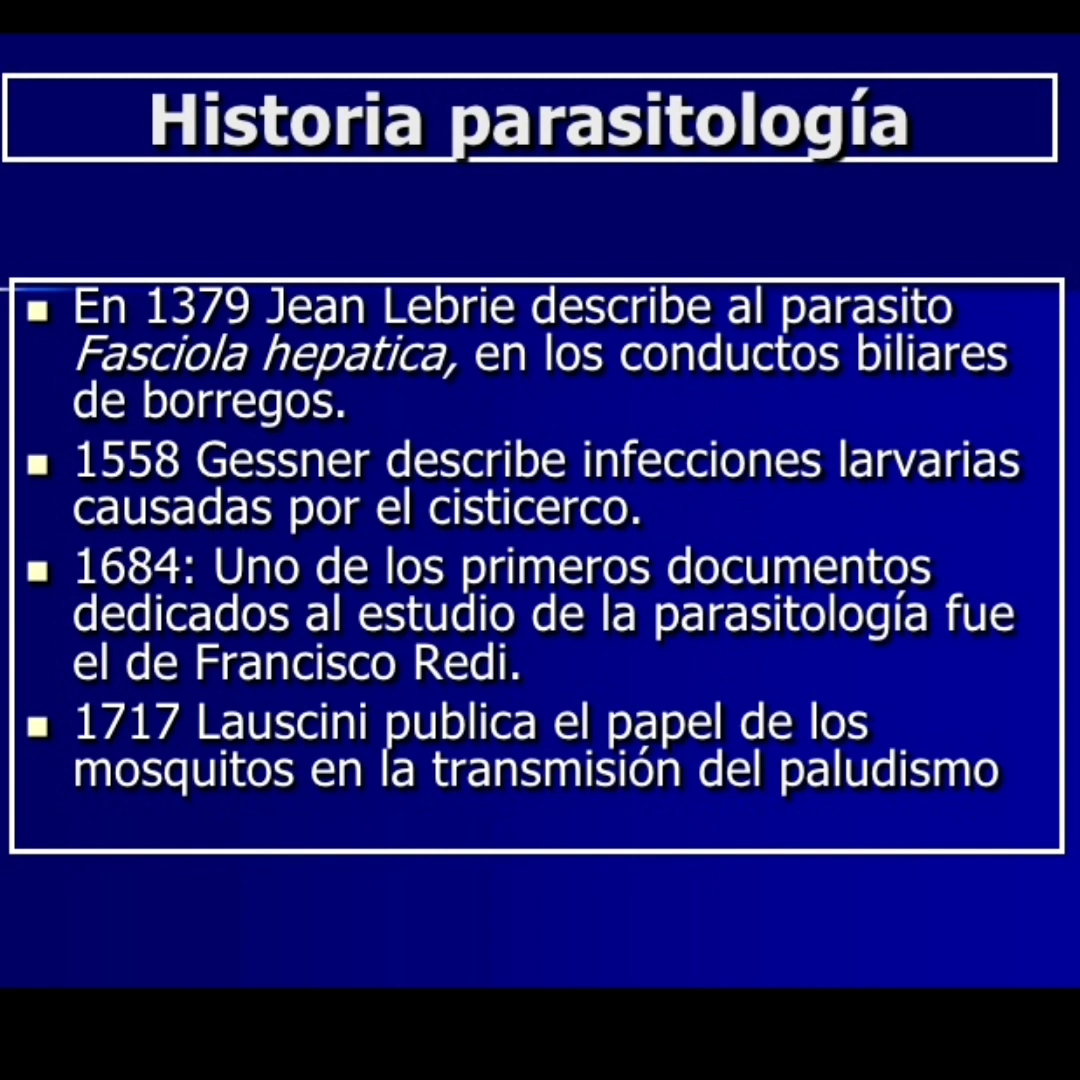 Historia parasitología
En 1379 Jean Lebrie describe al parasito
Fasciola hepatica, en los conductos biliares
de borregos.
1558 Gessner describe infecciones larvarias
causadas por el cisticerco.
1684: Uno de los primeros documentos
dedicados al estudio de la parasitología fue
el de Francisco Redi.
1717 Lauscini publica el papel de los
mosquitos en la transmisión del paludismo